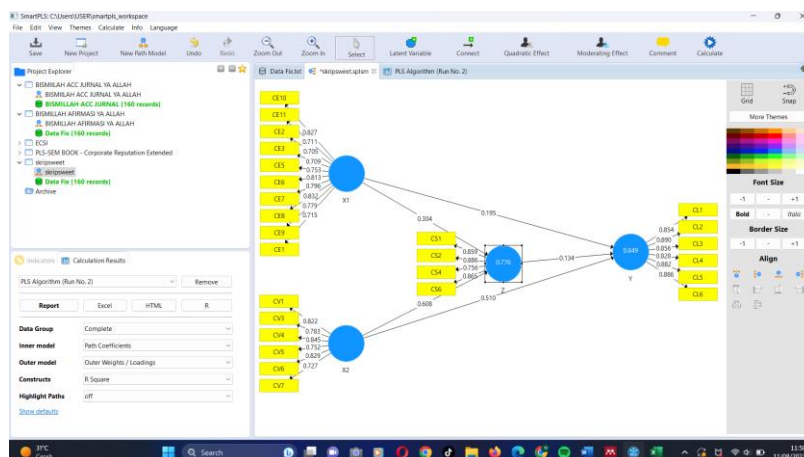 SmartPLS: C:\Users\USER\smartpls_workspace
File Edit View Themes Calculate Info Language
Save New Project New Path Model Undo Redo Zoom Out Zoom In Select Latent Variable Connect Quadratic Effect Moderating Effect Comment Calculate
Project Explorer
BISMILLAH ACC JURNAL YA ALLAH
BISMILLAH ACC JURNAL YA ALLAH
BISMILLAH ACC JURNAL [160 records]
BISMILLAH AFIRMASI YA ALLAH
BISMILLAH AFIRMASI YA ALLAH
Data Fix [160 records]
ECSI
PLS-SEM BOOK - Corporate Reputation Extended
skripsweet
skripsweet
Data Fix [160 records]
Archive
Indicators Calculation Results
PLS Algorithm (Run No. 2) Remove
Report Excel HTML R
Data Group Complete
Inner model Path Coefficients
Outer model Outer Weights / Loadings
Constructs R Square
Highlight Paths off
Show defaults
Data Fix.txt *skripsweet.splsm PLS Algorithm (Run No. 2)
CE10
CE11
CE2
CE3
CE5
CE6
CE7
CE8
CE9
CE1
0.827
0.711
0.705
0.709
0.753
0.813
0.796
0.832
0.779
0.715
X1
0.304
0.195
CS1
CS2
CS4
CS6
0.859
0.886
0.756
0.865
0.776
Z
0.134
0.608
0.510
CV1
CV3
CV4
CV5
CV6
CV7
0.822
0.783
0.845
0.752
0.829
0.727
X2
0.649
Y
0.854
0.890
0.856
0.828
0.882
0.886
CL1
CL2
CL3
CL4
CL5
CL6
Grid Snap
More Themes
Font Size
-1 - +1
Bold - Italic
Border Size
-1 - +1
Align
31°C
Search